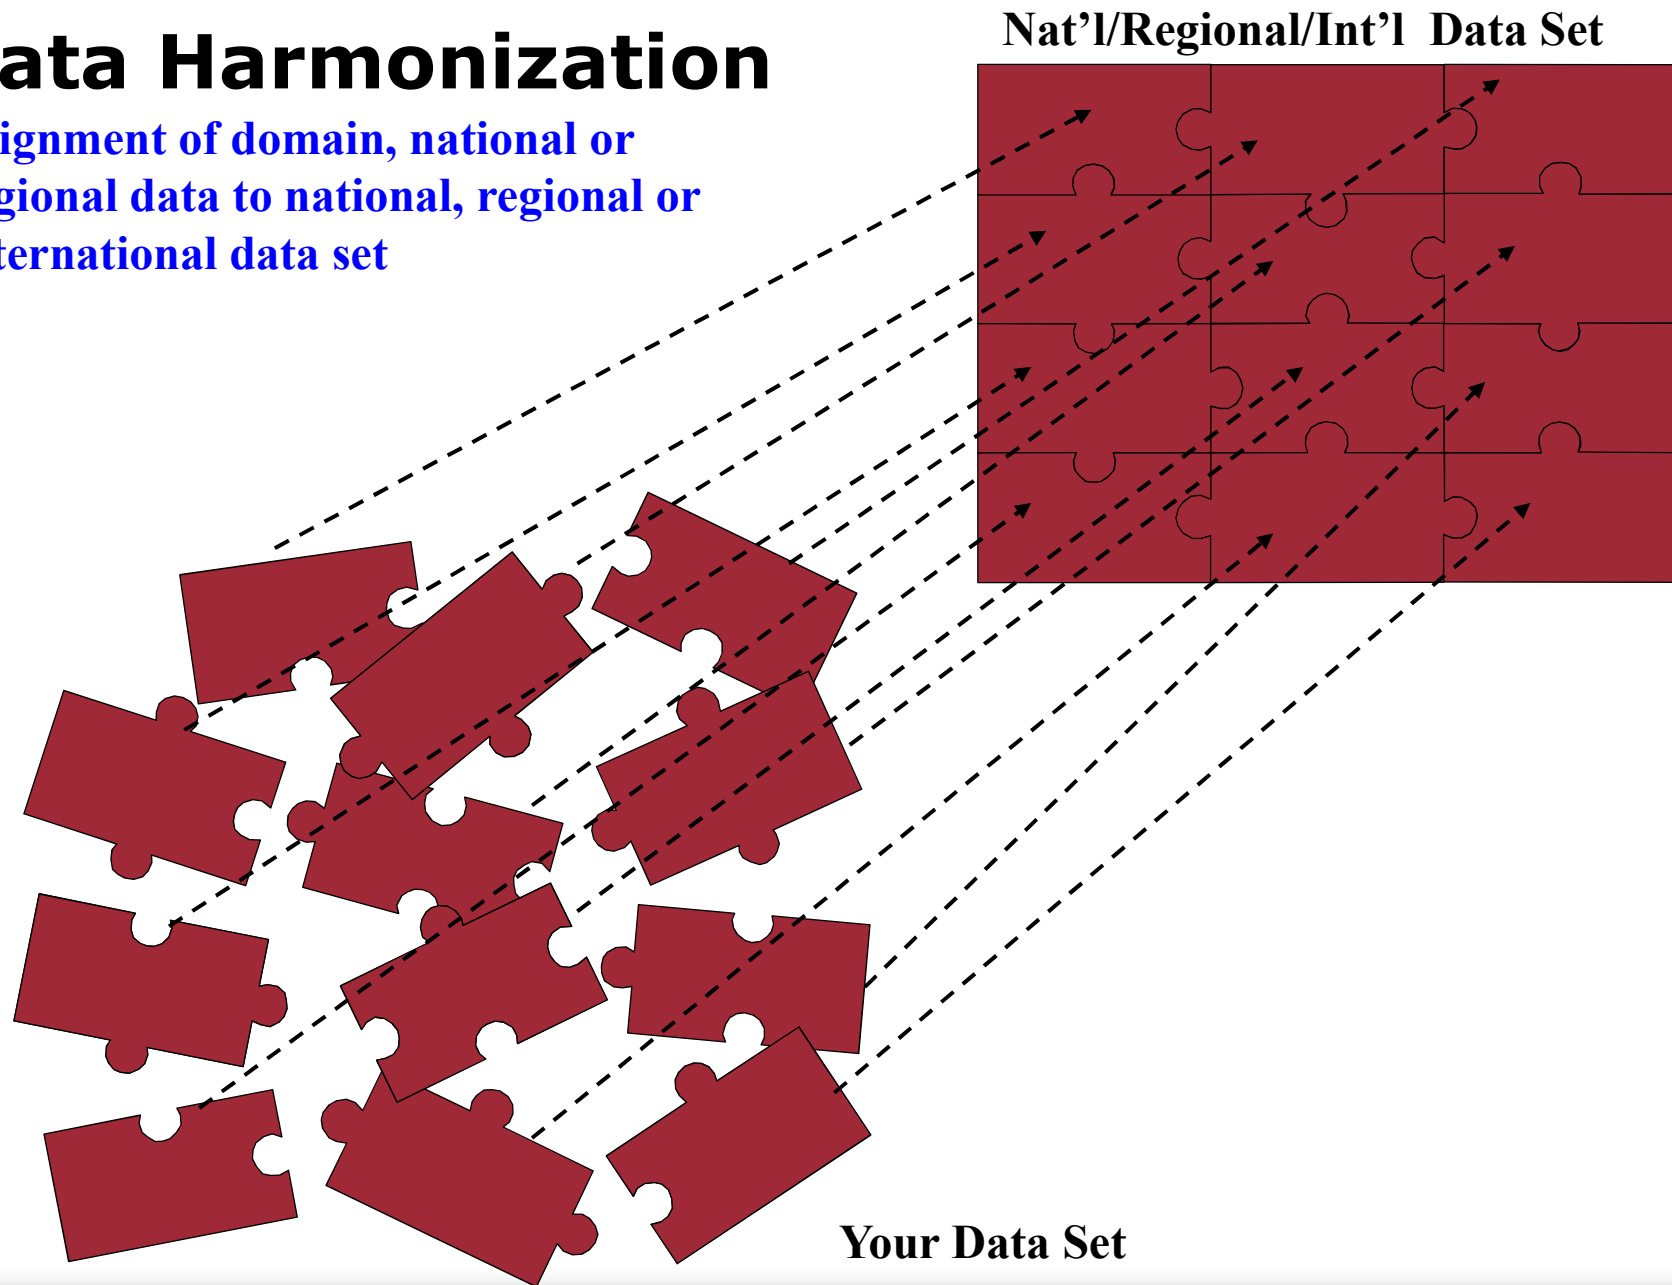 Nat’l/Regional/Int’l Data Set
ata Harmonization
ignment of domain, national or
gional data to national, regional or
ternational data set
Your Data Set